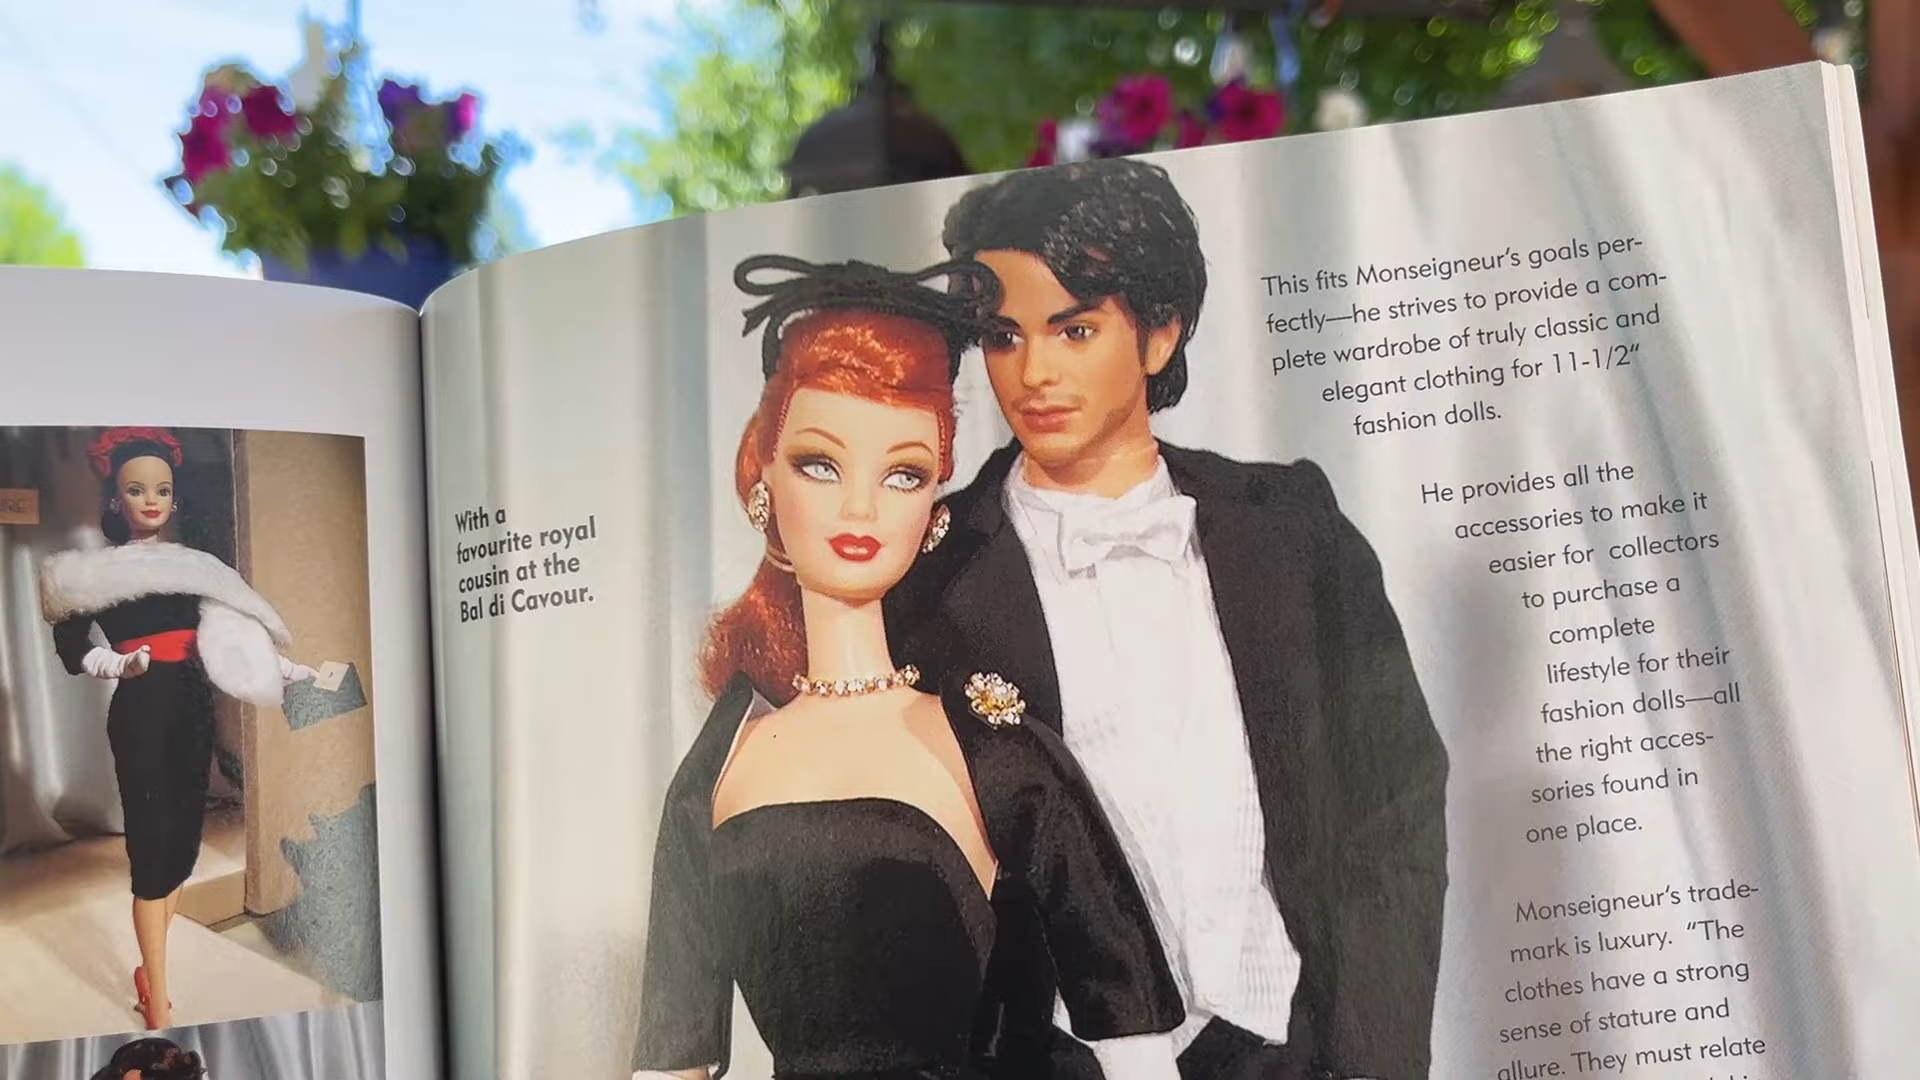 With a
favourite royal
cousin at the
Bal di Cavour.
This fits Monseigneur's goals per-
fectly—he strives to provide a com-
plete wardrobe of truly classic and
elegant clothing for 11-1/2"
fashion dolls.
He provides all the
accessories to make it
easier for collectors
to purchase a
complete
lifestyle for their
fashion dolls—all
the right acces-
sories found in
one place.
Monseigneur's trade-
mark is luxury. "The
clothes have a strong
sense of stature and
allure. They must relate